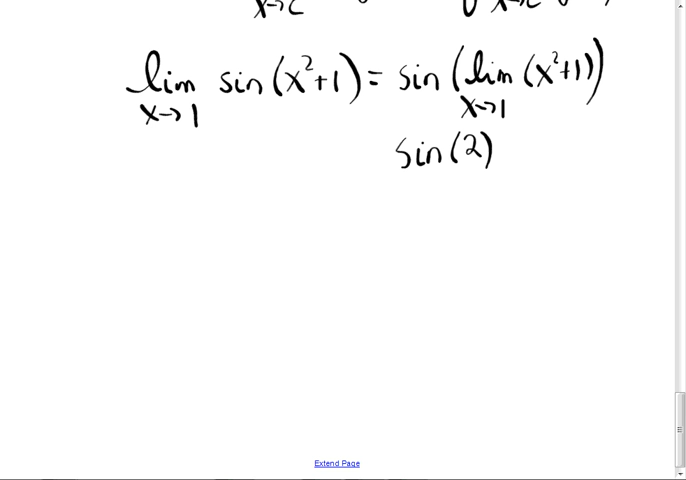 x→c x→c
lim sin(x²+1) = sin(lim (x²+1))
x→1 x→1
sin(2)
Extend Page